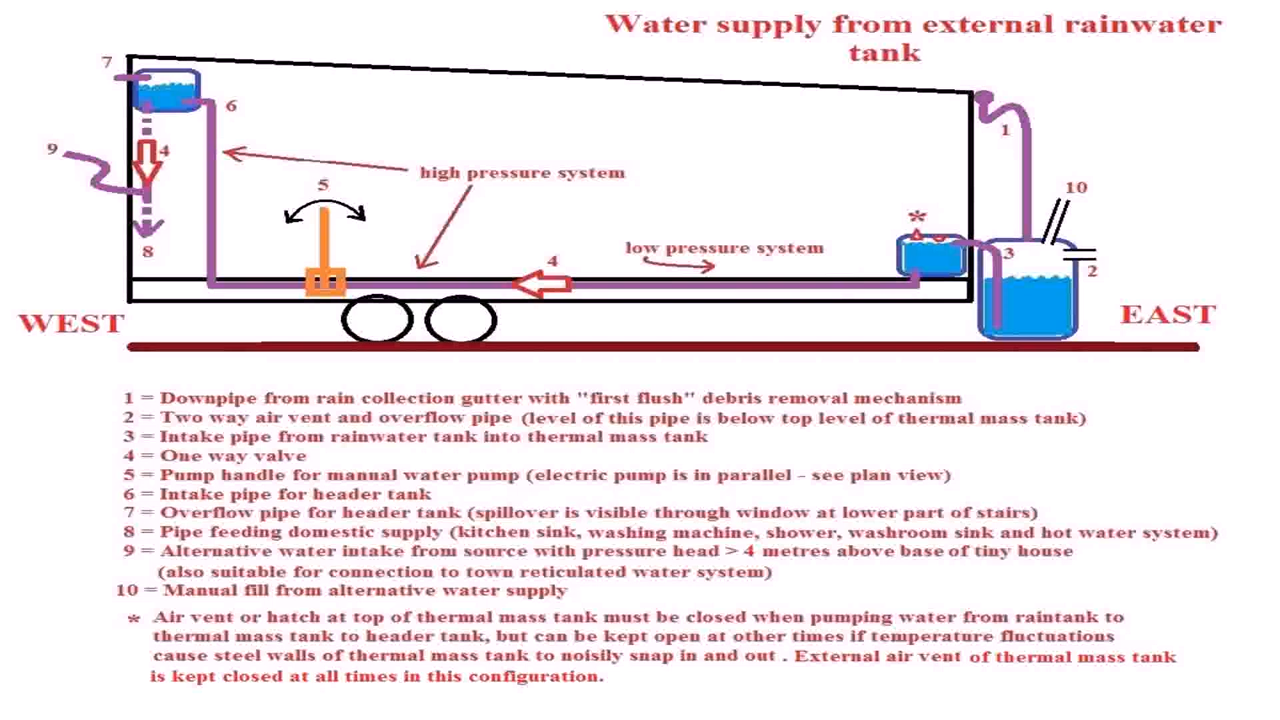 Water supply from external rainwater
tank
7
6
1
9
4
high pressure system
5
10
*
8
low pressure system
4
3
2
WEST
EAST
1 = Downpipe from rain collection gutter with "first flush" debris removal mechanism
2 = Two way air vent and overflow pipe (level of this pipe is below top level of thermal mass tank)
3 = Intake pipe from rainwater tank into thermal mass tank
4 = One way valve
5 = Pump handle for manual water pump (electric pump is in parallel - see plan view)
6 = Intake pipe for header tank
7 = Overflow pipe for header tank (spillover is visible through window at lower part of stairs)
8 = Pipe feeding domestic supply (kitchen sink, washing machine, shower, washroom sink and hot water system)
9 = Alternative water intake from source with pressure head > 4 metres above base of tiny house
(also suitable for connection to town reticulated water system)
10 = Manual fill from alternative water supply
* Air vent or hatch at top of thermal mass tank must be closed when pumping water from raintank to
thermal mass tank to header tank, but can be kept open at other times if temperature fluctuations
cause steel walls of thermal mass tank to noisily snap in and out . External air vent of thermal mass tank
is kept closed at all times in this configuration.